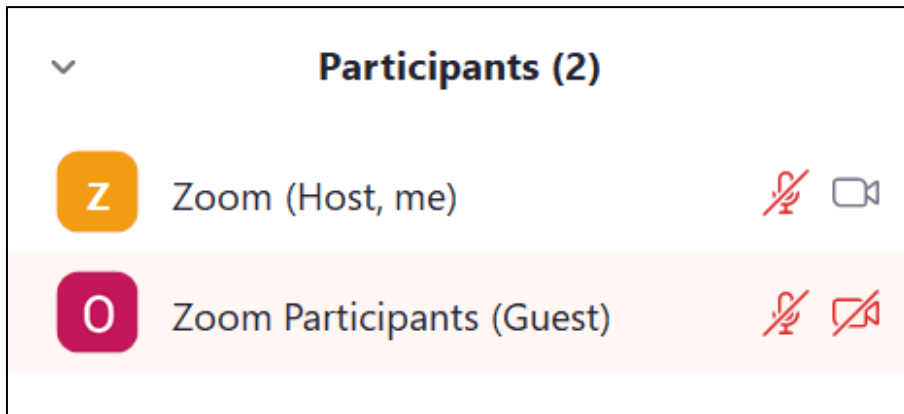 Participants (2)
Z Zoom (Host, me)
O Zoom Participants (Guest)